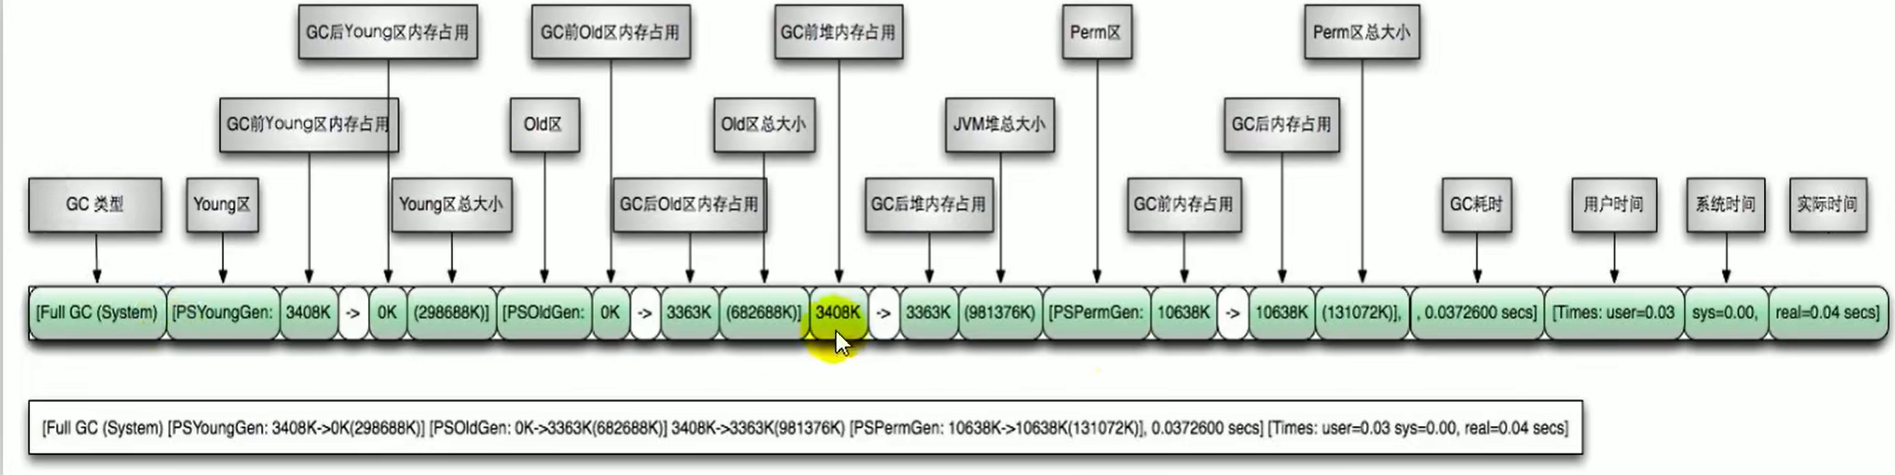 GC后Young区内存占用 GC前Old区内存占用 GC前堆内存占用 Perm区 Perm区总大小
GC前Young区内存占用 Old区 Old区总大小 JVM堆总大小 GC后内存占用
GC 类型 Young区 Young区总大小 GC后Old区内存占用 GC后堆内存占用 GC前内存占用 GC耗时 用户时间 系统时间 实际时间
[Full GC (System) [PSYoungGen: 3408K -> 0K (298688K)] [PSOldGen: 0K -> 3363K (682688K)] 3408K -> 3363K (981376K) [PSPermGen: 10638K -> 10638K (131072K)], , 0.0372600 secs] [Times: user=0.03 sys=0.00, real=0.04 secs]
[Full GC (System) [PSYoungGen: 3408K->0K(298688K)] [PSOldGen: 0K->3363K(682688K)] 3408K->3363K(981376K) [PSPermGen: 10638K->10638K(131072K)], 0.0372600 secs] [Times: user=0.03 sys=0.00, real=0.04 secs]